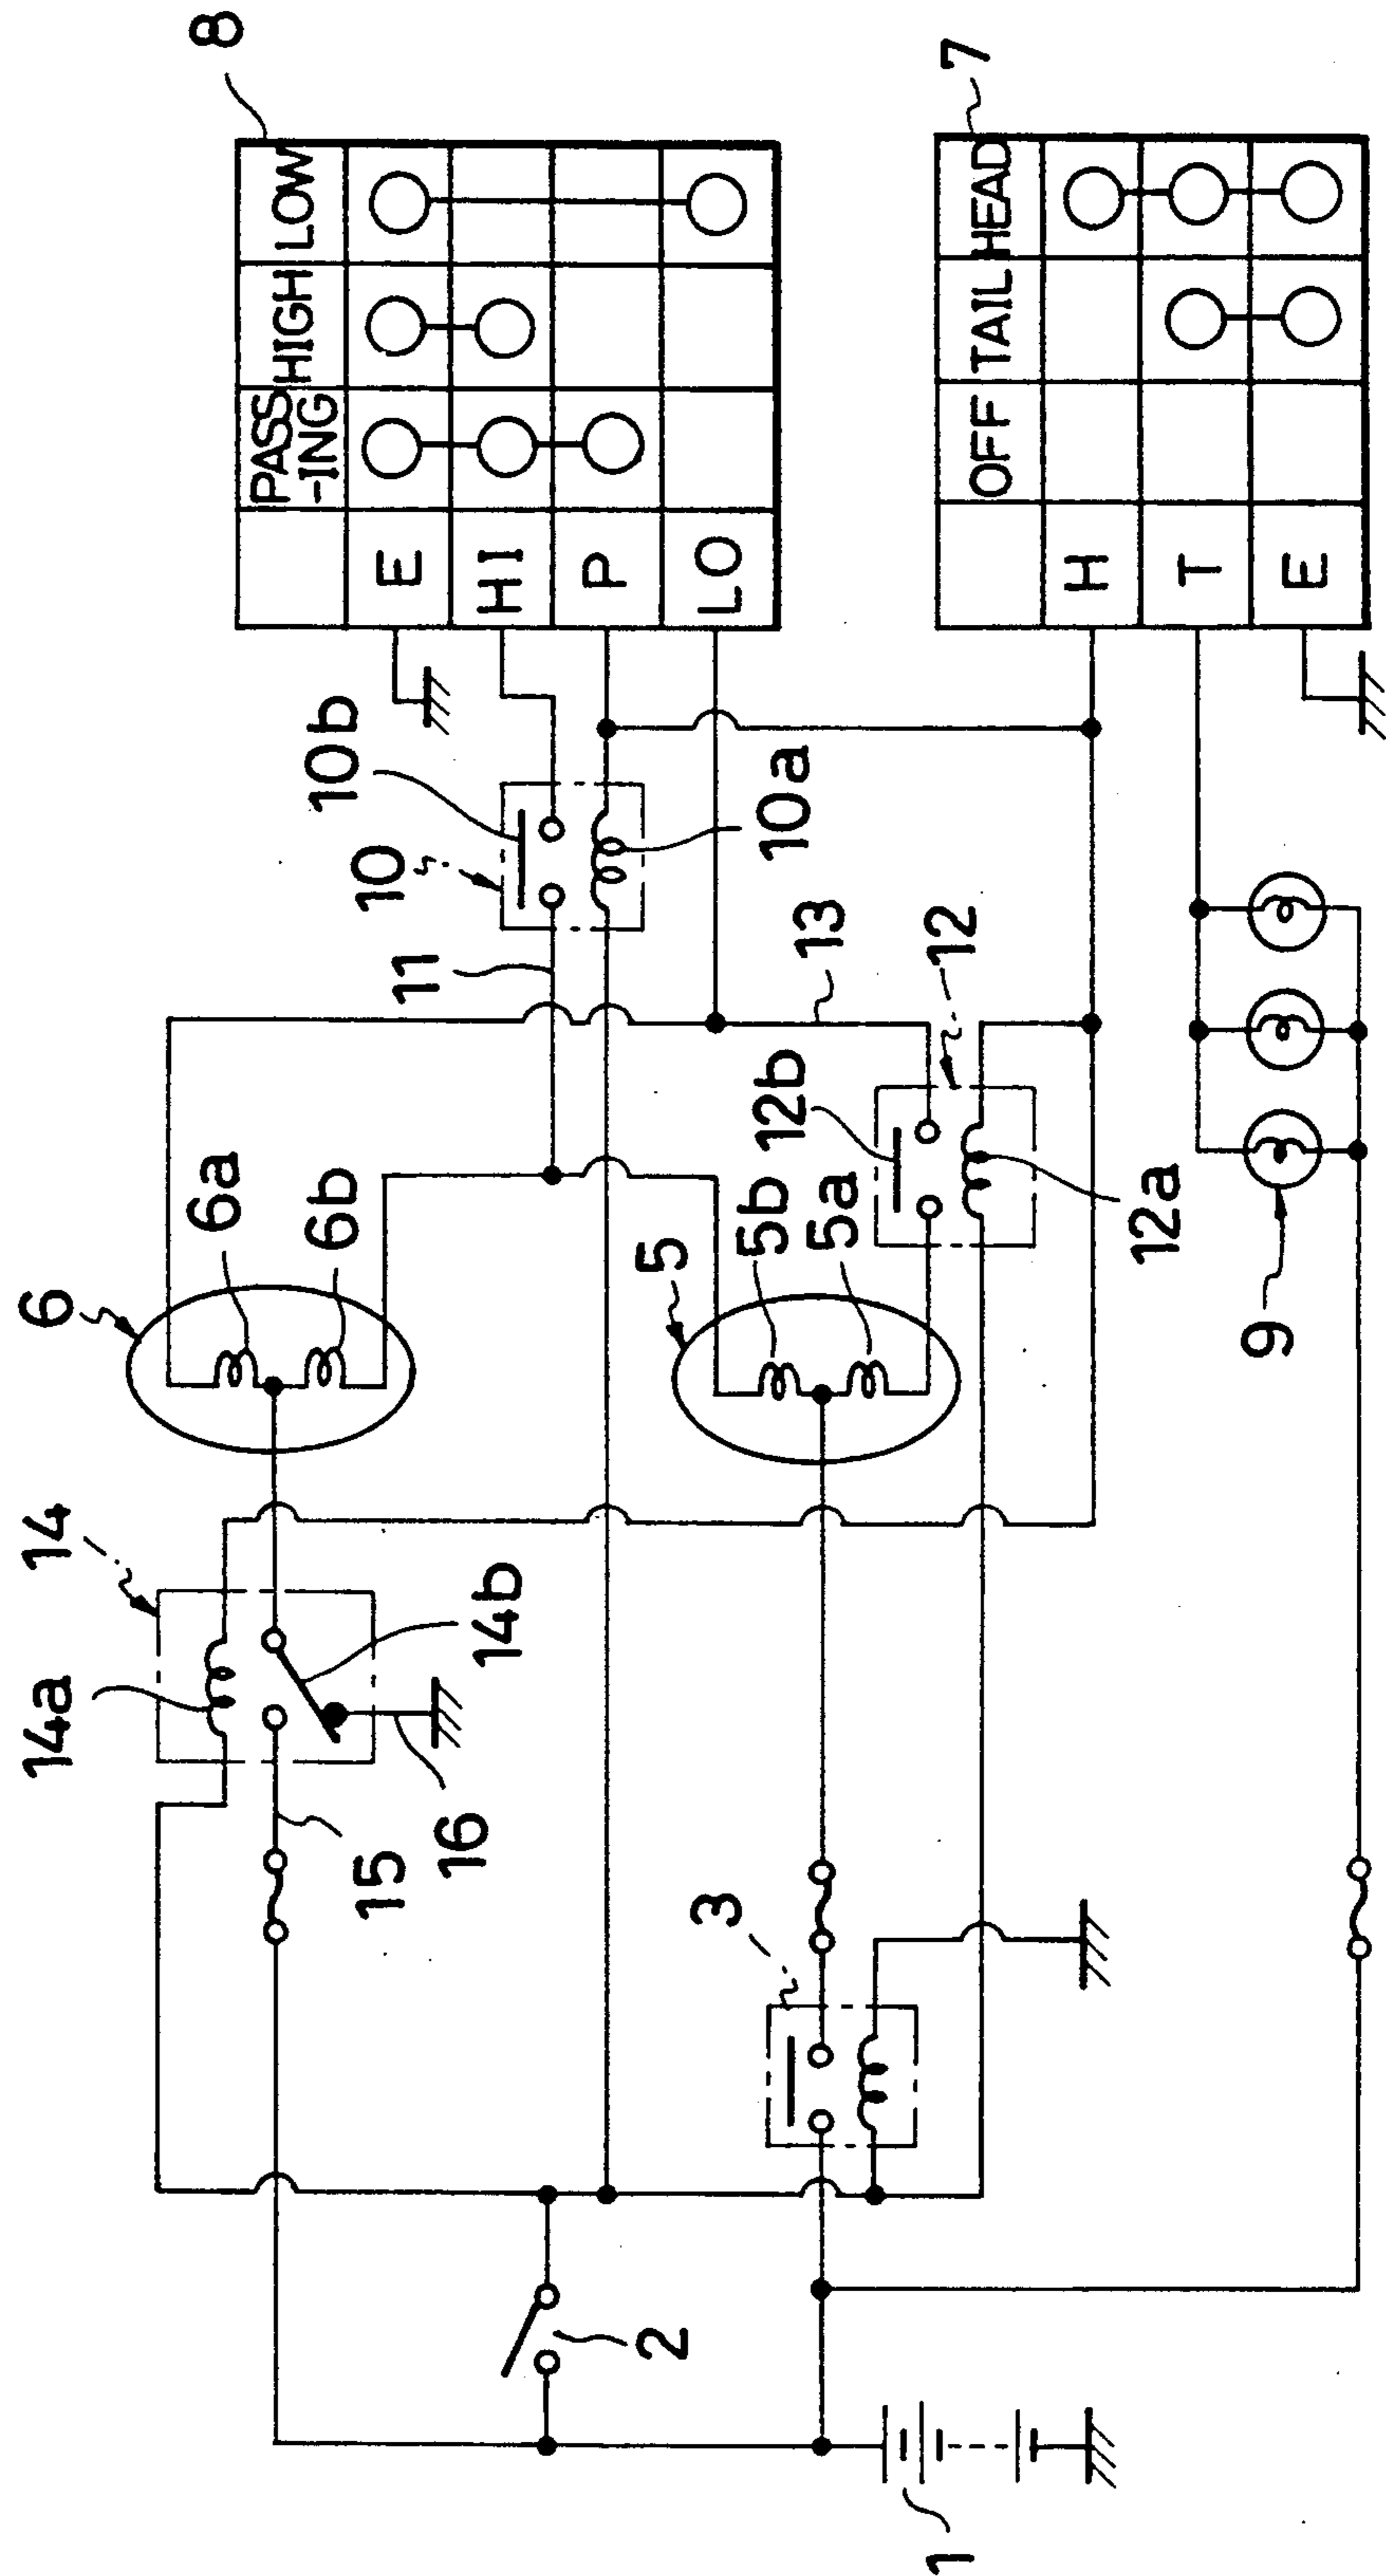 8
PASS
-ING
HIGH
LOW
E
HI
P
LO
7
OFF
TAIL
HEAD
H
T
E
10b
10
10a
11
13
12
12b
12a
6a
6b
6
5
5b
5a
9
14
14a
14b
15
16
3
2
1